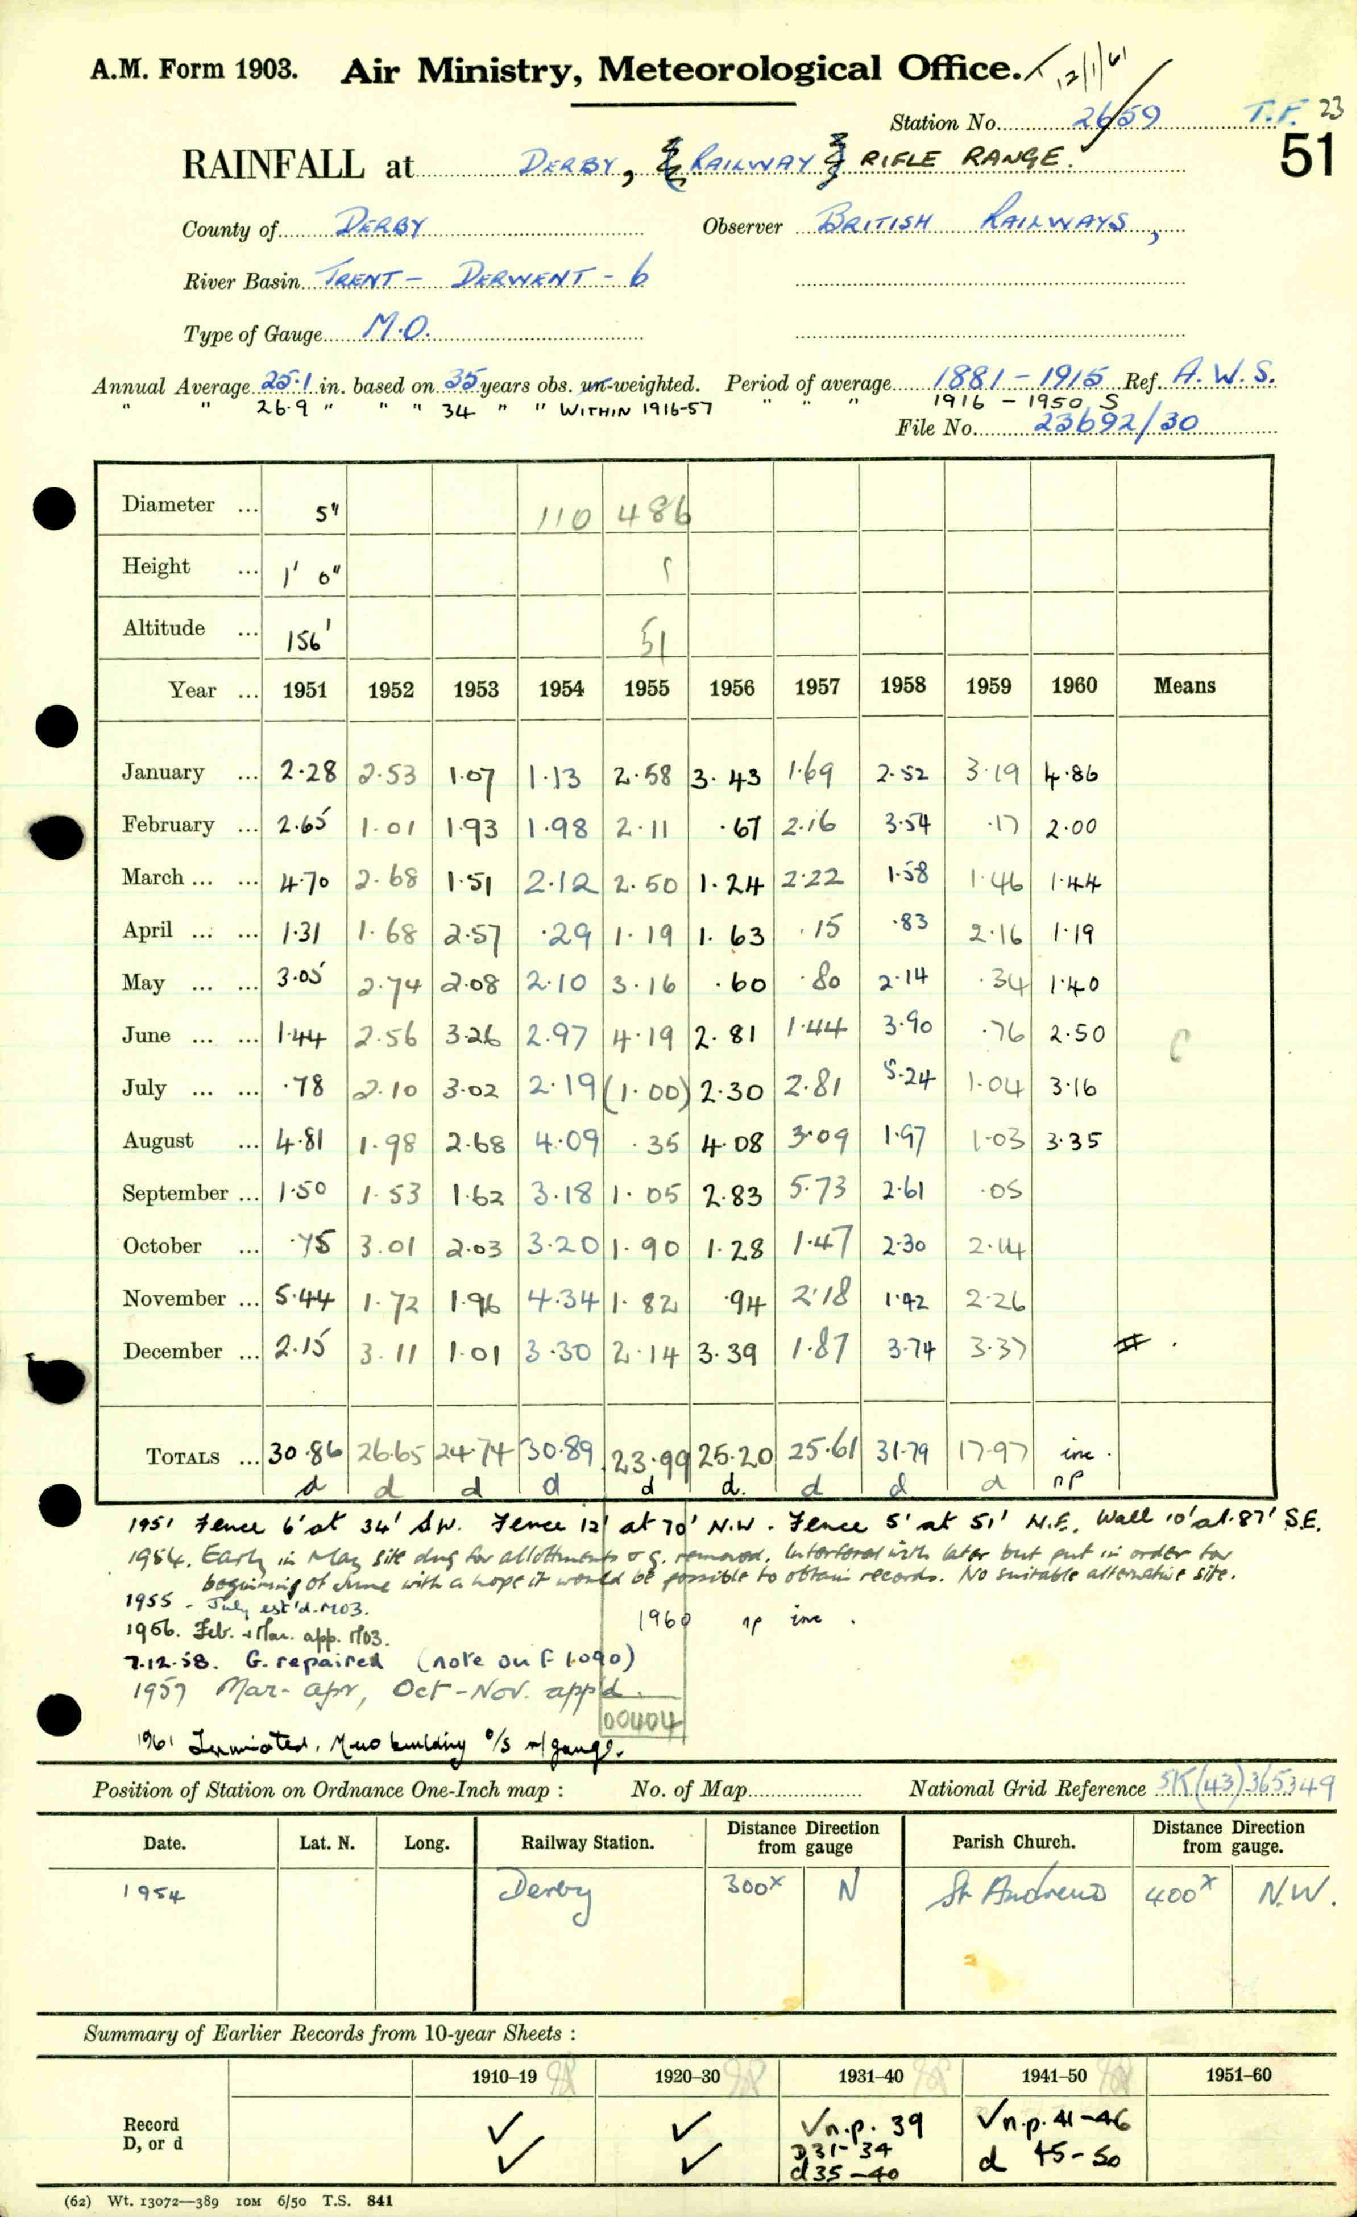 A.M. Form 1903. Air Ministry, Meteorological Office. 12/1/61
Station No. 2659 T.F. 23
51
RAINFALL at DERBY, (RAILWAY) RIFLE RANGE.
County of DERBY Observer BRITISH RAILWAYS,
River Basin TRENT - DERWENT - 6
Type of Gauge M.O.
Annual Average 25.1 in. based on 35 years obs. un-weighted. Period of average 1881-1915 Ref. A.W.S.
" " 26.9 " " " 34 " " WITHIN 1916-57 " " " 1916 - 1950 S
File No. 23692/30
Diameter ... 5" 110 486
Height ... 1' 0"
Altitude ... 156' 51
Year ... 1951 1952 1953 1954 1955 1956 1957 1958 1959 1960 Means
January ... 2.28 2.53 1.07 1.13 2.58 3.43 1.69 2.52 3.19 4.86
February ... 2.65 1.01 1.93 1.98 2.11 .67 2.16 3.54 .17 2.00
March ... ... 4.70 2.68 1.51 2.12 2.50 1.24 2.22 1.58 1.46 1.44
April ... ... 1.31 1.68 2.57 .29 1.19 1.63 .15 .83 2.16 1.19
May ... ... 3.05 2.74 2.08 2.10 3.16 .60 .80 2.14 .34 1.40
June ... ... 1.44 2.56 3.26 2.97 4.19 2.81 1.44 3.90 .76 2.50
July ... ... .78 2.10 3.02 2.19 (1.00) 2.30 2.81 5.24 1.04 3.16
August ... 4.81 1.98 2.68 4.09 .35 4.08 3.09 1.97 1.03 3.35
September ... 1.50 1.53 1.62 3.18 1.05 2.83 5.73 2.61 .05
October ... .75 3.01 2.03 3.20 1.90 1.28 1.47 2.30 2.14
November ... 5.44 1.72 1.96 4.34 1.82 .94 2.18 1.42 2.26
December ... 2.15 3.11 1.01 3.30 2.14 3.39 1.87 3.74 3.37
TOTALS ... 30.86 26.65 24.74 30.89 23.99 25.20 25.61 31.79 17.97 inc.
d d d d d d. d d d np
1951 Fence 6' at 34' SW. Fence 12' at 70' N.W. Fence 5' at 51' N.E. Wall 10' at 87' S.E.
1954. Early in May site dug for allottments & g. removed. Interfered with later but put in order for
beginning of June with a hope it would be possible to obtain records. No suitable alternative site.
1955 - July est'd. M03.
1956. Feb. + Mar. app. M03. 1960 np inc.
7.12.58. G. repaired (note on F 1090)
1957 Mar- apr, Oct-Nov. app'd.
00404
1961 Terminated. building o/s r/gauge.
Position of Station on Ordnance One-Inch map : No. of Map National Grid Reference SK(43)365349
Date. Lat. N. Long. Railway Station. Distance from Direction gauge Parish Church. Distance from Direction gauge.
1954 Derby 300x N St Andrews 400x N.W.
Summary of Earlier Records from 10-year Sheets :
1910-19 1920-30 1931-40 1941-50 1951-60
Record ✓ ✓ ✓n.p. 39 ✓n.p. 41-46
D, or d ✓ ✓ D31-34 d 45-50
d35-40
(62) Wt. 13072—389 10M 6/50 T.S. 841